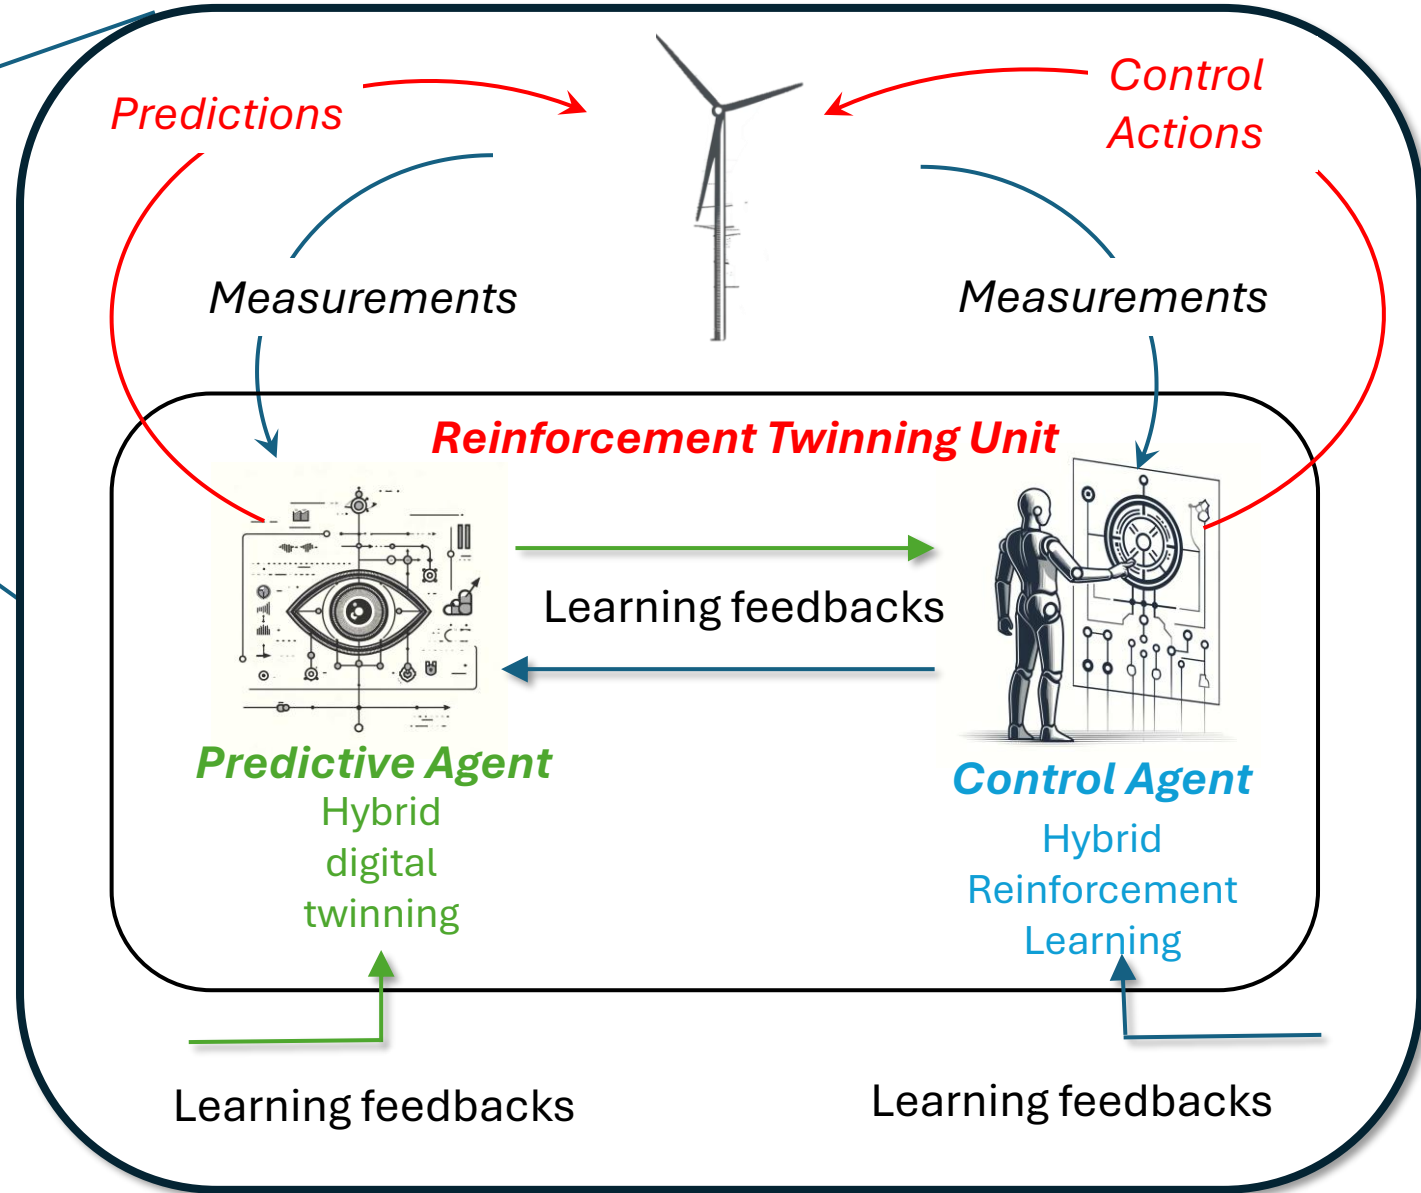 Predictions
Control
Actions
Measurements
Measurements
Reinforcement Twinning Unit
Learning feedbacks
Predictive Agent
Hybrid
digital
twinning
Control Agent
Hybrid
Reinforcement
Learning
Learning feedbacks
Learning feedbacks